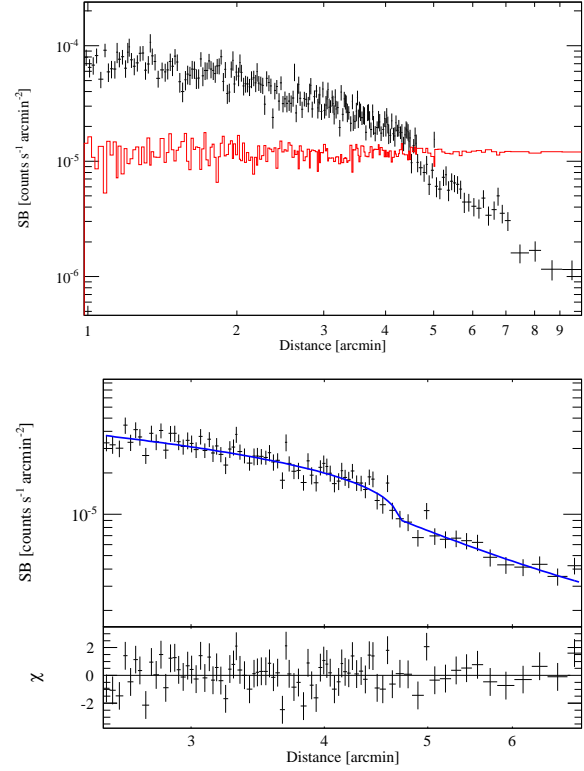 SB [counts s⁻¹ arcmin⁻²]
10⁻⁴
10⁻⁵
10⁻⁶
1 2 3 4 5 6 7 8 9
Distance [arcmin]
SB [counts s⁻¹ arcmin⁻²]
10⁻⁵
χ
2
0
-2
3 4 5 6
Distance [arcmin]